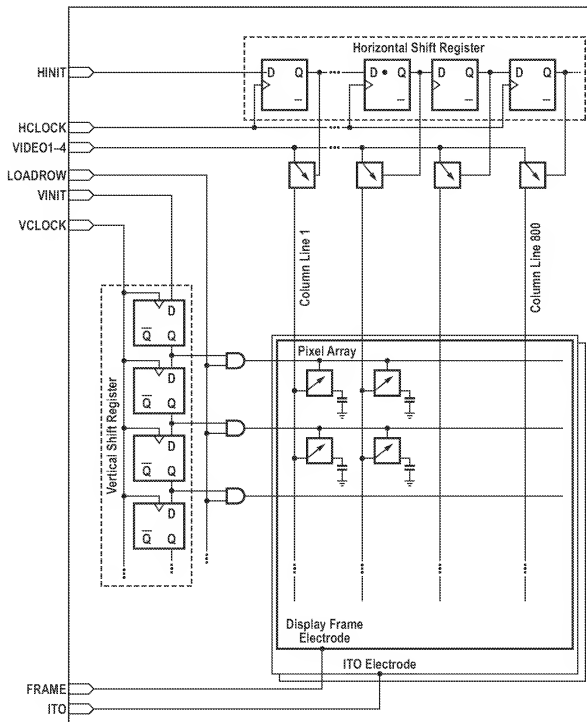 Horizontal Shift Register
HINIT
D Q
D Q
D Q
D Q
HCLOCK
VIDEO1–4
LOADROW
VINIT
VCLOCK
Column Line 1
Column Line 800
Vertical Shift Register
D
Q Q
D
Q Q
D
Q Q
D
Q Q
Pixel Array
Display Frame
Electrode
ITO Electrode
FRAME
ITO